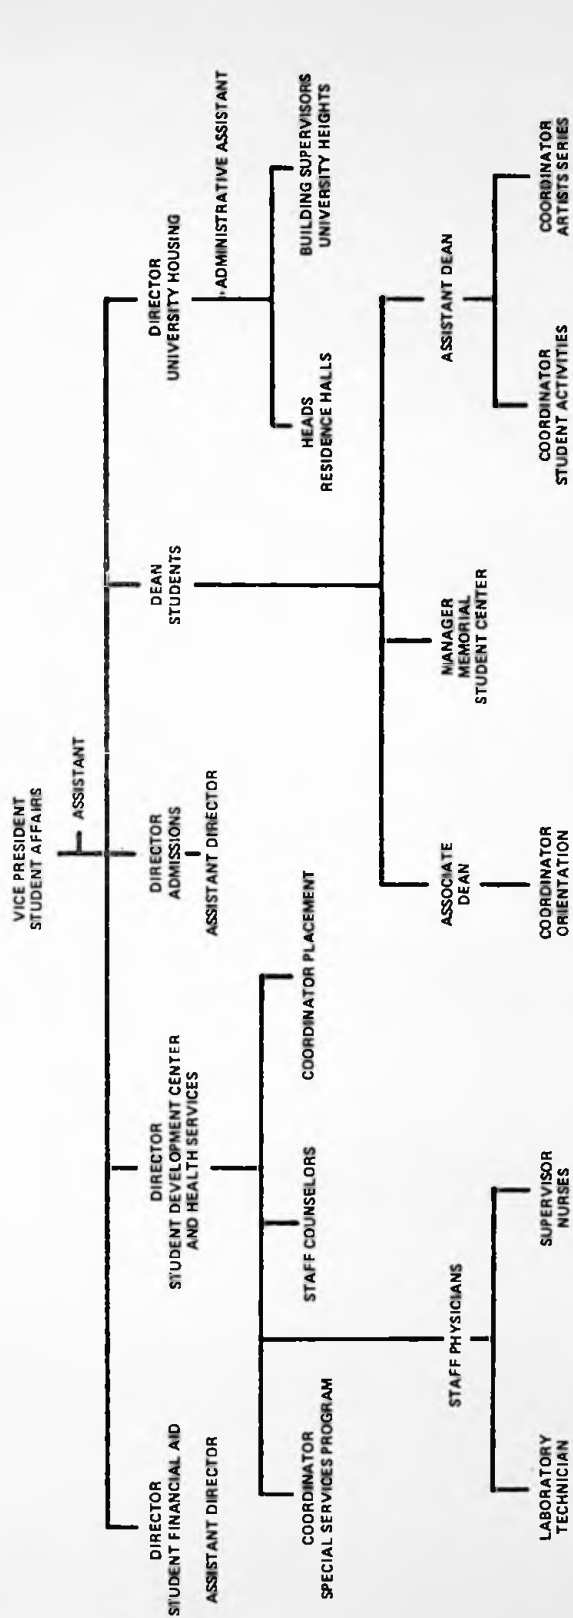 VICE PRESIDENT
STUDENT AFFAIRS
ASSISTANT
DIRECTOR
STUDENT FINANCIAL AID
ASSISTANT DIRECTOR
DIRECTOR
STUDENT DEVELOPMENT CENTER
AND HEALTH SERVICES
DIRECTOR
ADMISSIONS
ASSISTANT DIRECTOR
DEAN
STUDENTS
DIRECTOR
UNIVERSITY HOUSING
ADMINISTRATIVE ASSISTANT
COORDINATOR
SPECIAL SERVICES PROGRAM
STAFF COUNSELORS
COORDINATOR PLACEMENT
HEADS
RESIDENCE HALLS
BUILDING SUPERVISORS
UNIVERSITY HEIGHTS
STAFF PHYSICIANS
ASSOCIATE
DEAN
MANAGER
MEMORIAL
STUDENT CENTER
ASSISTANT DEAN
LABORATORY
TECHNICIAN
SUPERVISOR
NURSES
COORDINATOR
ORIENTATION
COORDINATOR
STUDENT ACTIVITIES
COORDINATOR
ARTISTS SERIES